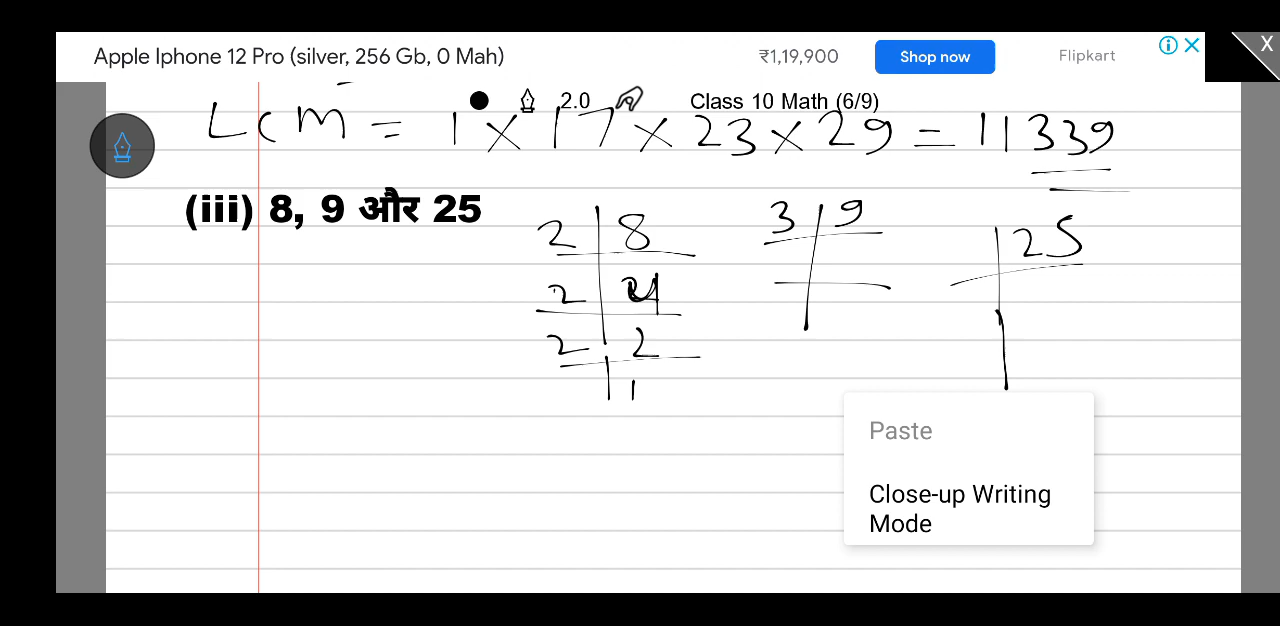 Apple Iphone 12 Pro (silver, 256 Gb, 0 Mah) ₹1,19,900 Shop now Flipkart X
2.0 Class 10 Math (6/9)
LCM = 1 × 17 × 23 × 29 = 11339
(iii) 8, 9 और 25
2 8 3 9 25
2 4
2 2
1
Paste
Close-up Writing
Mode